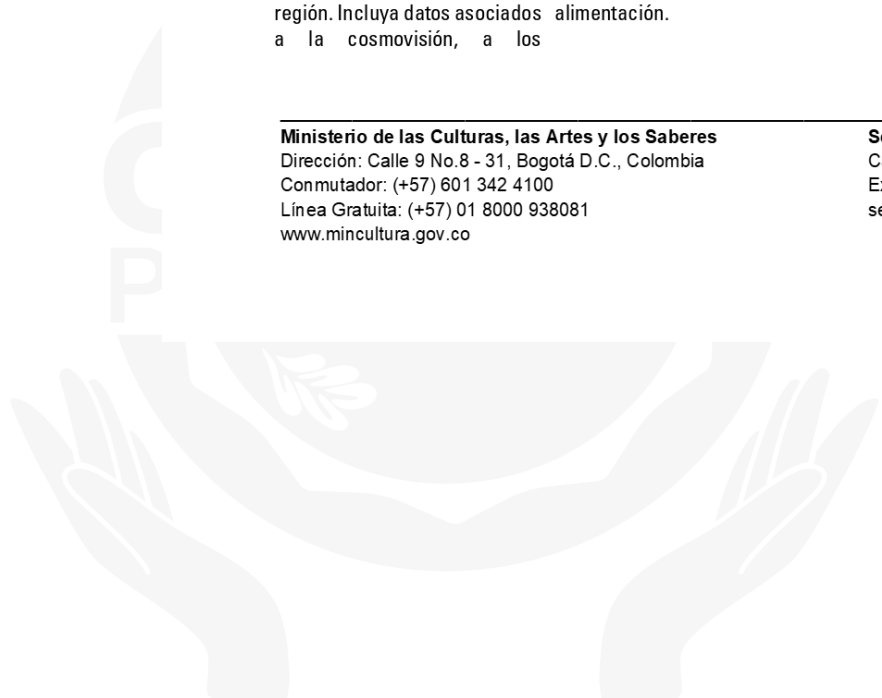 región. Incluya datos asociados alimentación.
a la cosmovisión, a los
Ministerio de las Culturas, las Artes y los Saberes
Dirección: Calle 9 No.8 - 31, Bogotá D.C., Colombia
Conmutador: (+57) 601 342 4100
Línea Gratuita: (+57) 01 8000 938081
www.mincultura.gov.co